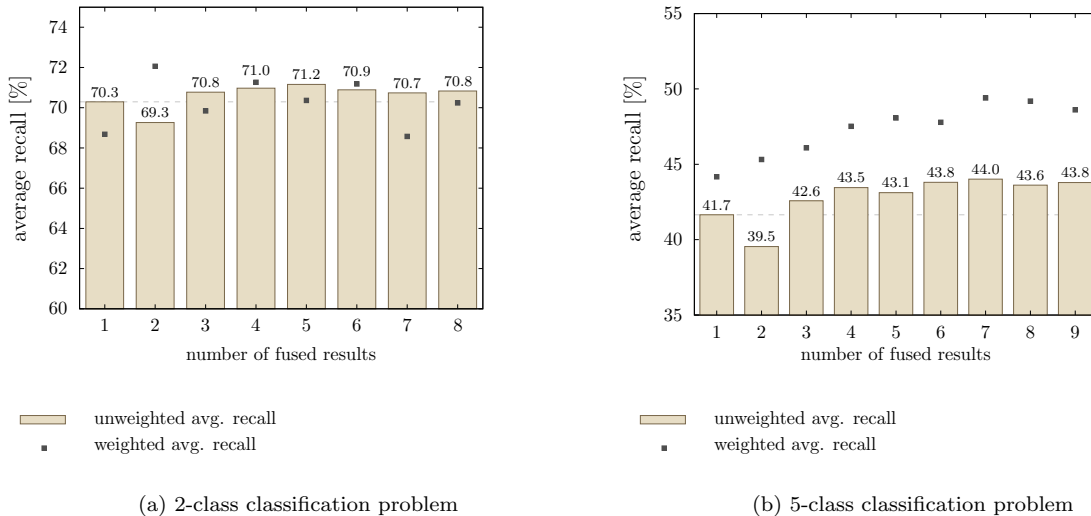 average recall [%]
75
74
72
70
68
66
64
62
60
70.3
69.3
70.8
71.0
71.2
70.9
70.7
70.8
1 2 3 4 5 6 7 8
number of fused results
unweighted avg. recall
weighted avg. recall
(a) 2-class classification problem
average recall [%]
55
50
45
40
35
41.7
39.5
42.6
43.5
43.1
43.8
44.0
43.6
43.8
1 2 3 4 5 6 7 8 9
number of fused results
unweighted avg. recall
weighted avg. recall
(b) 5-class classification problem